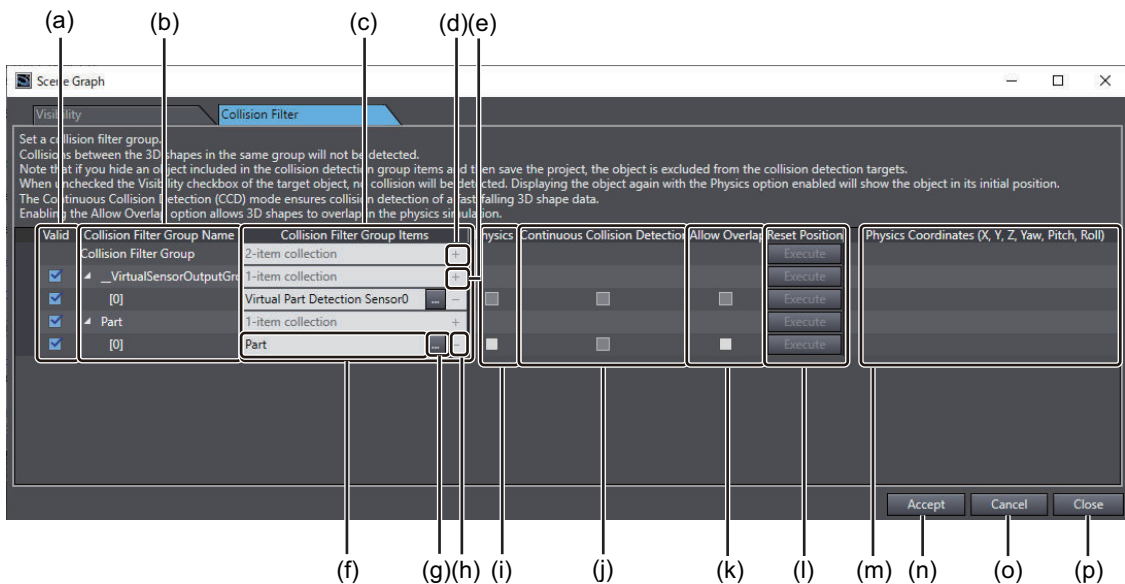 (a) (b) (c) (d) (e)
Scene Graph
Visibility Collision Filter
Set a collision filter group.
Collisions between the 3D shapes in the same group will not be detected.
Note that if you hide an object included in the collision detection group items and then save the project, the object is excluded from the collision detection targets.
When unchecked the Visibility checkbox of the target object, no collision will be detected. Displaying the object again with the Physics option enabled will show the object in its initial position.
The Continuous Collision Detection (CCD) mode ensures collision detection of a fast falling 3D shape data.
Enabling the Allow Overlap option allows 3D shapes to overlap in the physics simulation.
Valid Collision Filter Group Name Collision Filter Group Items Physics Continuous Collision Detection Allow Overlap Reset Position Physics Coordinates (X, Y, Z, Yaw, Pitch, Roll)
Collision Filter Group 2-item collection + Execute
__VirtualSensorOutputGro 1-item collection + Execute
[0] Virtual Part Detection Sensor0 ... − Execute
Part 1-item collection + Execute
[0] Part ... − Execute
Accept Cancel Close
(f) (g) (h) (i) (j) (k) (l) (m) (n) (o) (p)